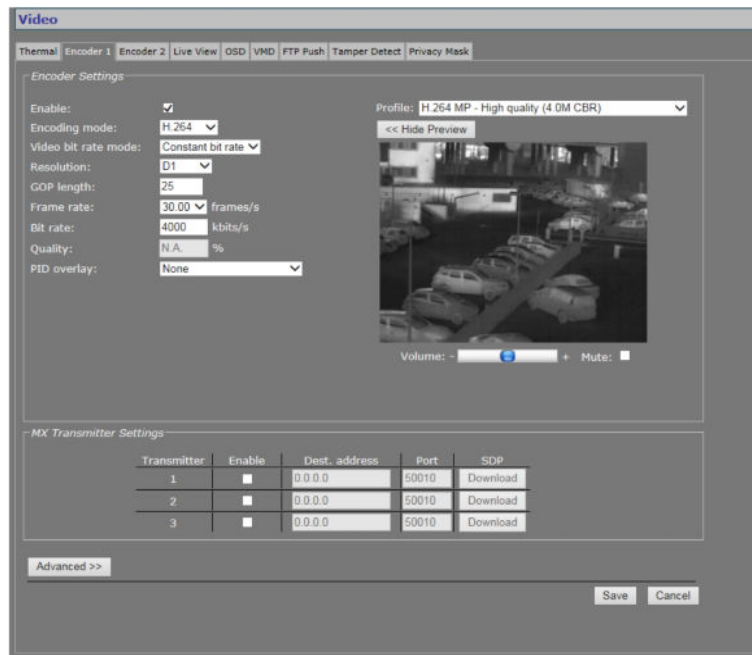 Video
Thermal Encoder 1 Encoder 2 Live View OSD VMD FTP Push Tamper Detect Privacy Mask
Encoder Settings
Enable:
Encoding mode: H.264
Video bit rate mode: Constant bit rate
Resolution: D1
GOP length: 25
Frame rate: 30.00 frames/s
Bit rate: 4000 kbits/s
Quality: N.A. %
PID overlay: None
Profile: H.264 MP - High quality (4.0M CBR)
<< Hide Preview
Volume: - + Mute:
MX Transmitter Settings
Transmitter Enable Dest. address Port SDP
1 0.0.0.0 50010 Download
2 0.0.0.0 50010 Download
3 0.0.0.0 50010 Download
Advanced >>
Save Cancel